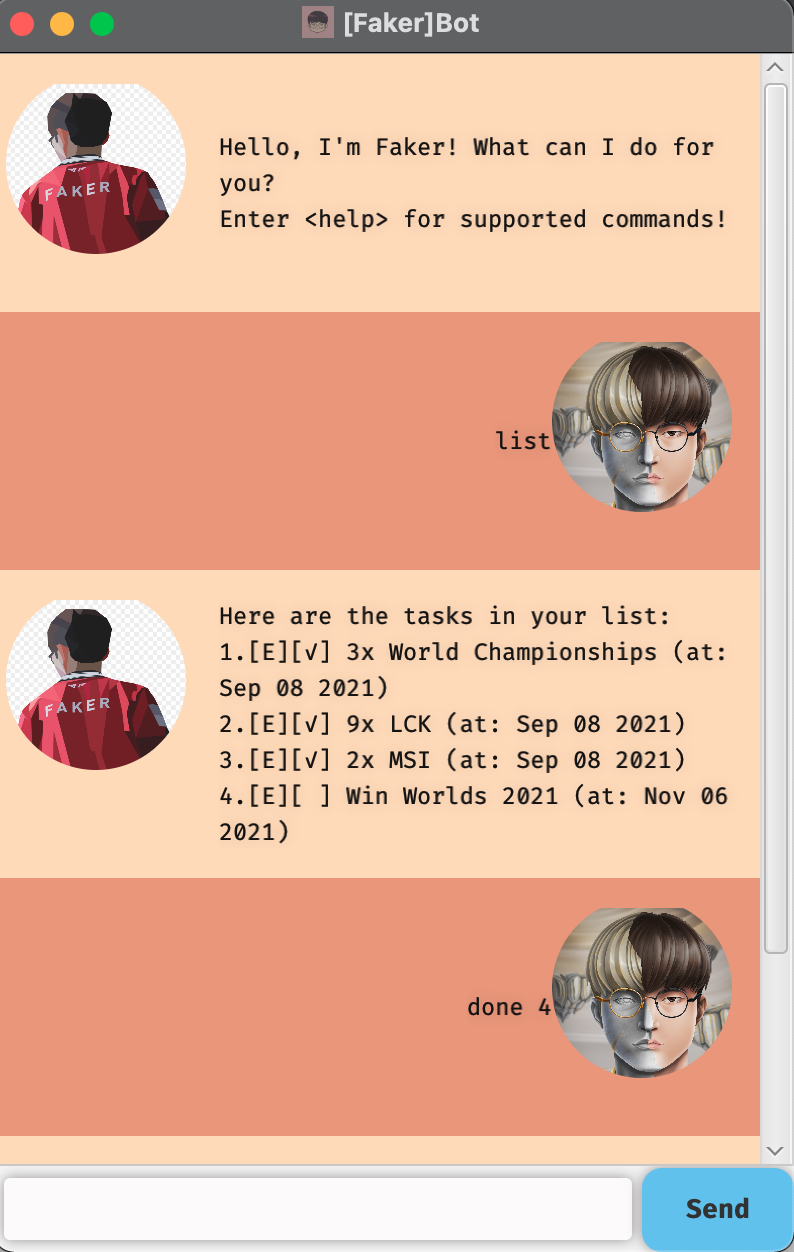 [Faker]Bot
FAKER
Hello, I'm Faker! What can I do for
you?
Enter <help> for supported commands!
list
FAKER
Here are the tasks in your list:
1.[E][√] 3x World Championships (at:
Sep 08 2021)
2.[E][√] 9x LCK (at: Sep 08 2021)
3.[E][√] 2x MSI (at: Sep 08 2021)
4.[E][ ] Win Worlds 2021 (at: Nov 06
2021)
done 4
Send